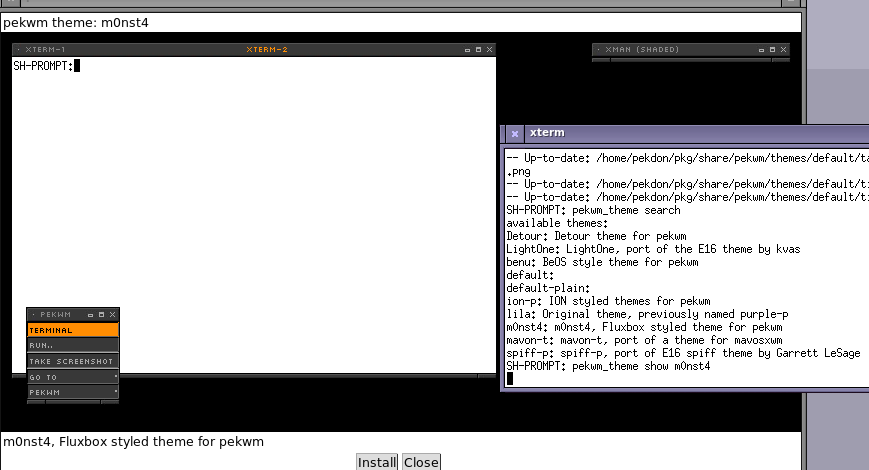 pekwm theme: m0nst4
XTERM-1
XTERM-2
XMAN (SHADED)
SH-PROMPT:
xterm
-- Up-to-date: /home/pekdon/pkg/share/pekwm/themes/default/ta
.png
-- Up-to-date: /home/pekdon/pkg/share/pekwm/themes/default/ti
-- Up-to-date: /home/pekdon/pkg/share/pekwm/themes/default/ti
SH-PROMPT: pekwm_theme search
available themes:
Detour: Detour theme for pekwm
LightOne: LightOne, port of the E16 theme by kvas
benu: BeOS style theme for pekwm
default:
default-plain:
ion-p: ION styled themes for pekwm
lila: Original theme, previously named purple-p
m0nst4: m0nst4, Fluxbox styled theme for pekwm
mavon-t: mavon-t, port of a theme for mavosxwm
spiff-p: spiff-p, port of E16 spiff theme by Garrett LeSage
SH-PROMPT: pekwm_theme show m0nst4
PEKWM
TERMINAL
RUN..
TAKE SCREENSHOT
GO TO
PEKWM
m0nst4, Fluxbox styled theme for pekwm
Install Close